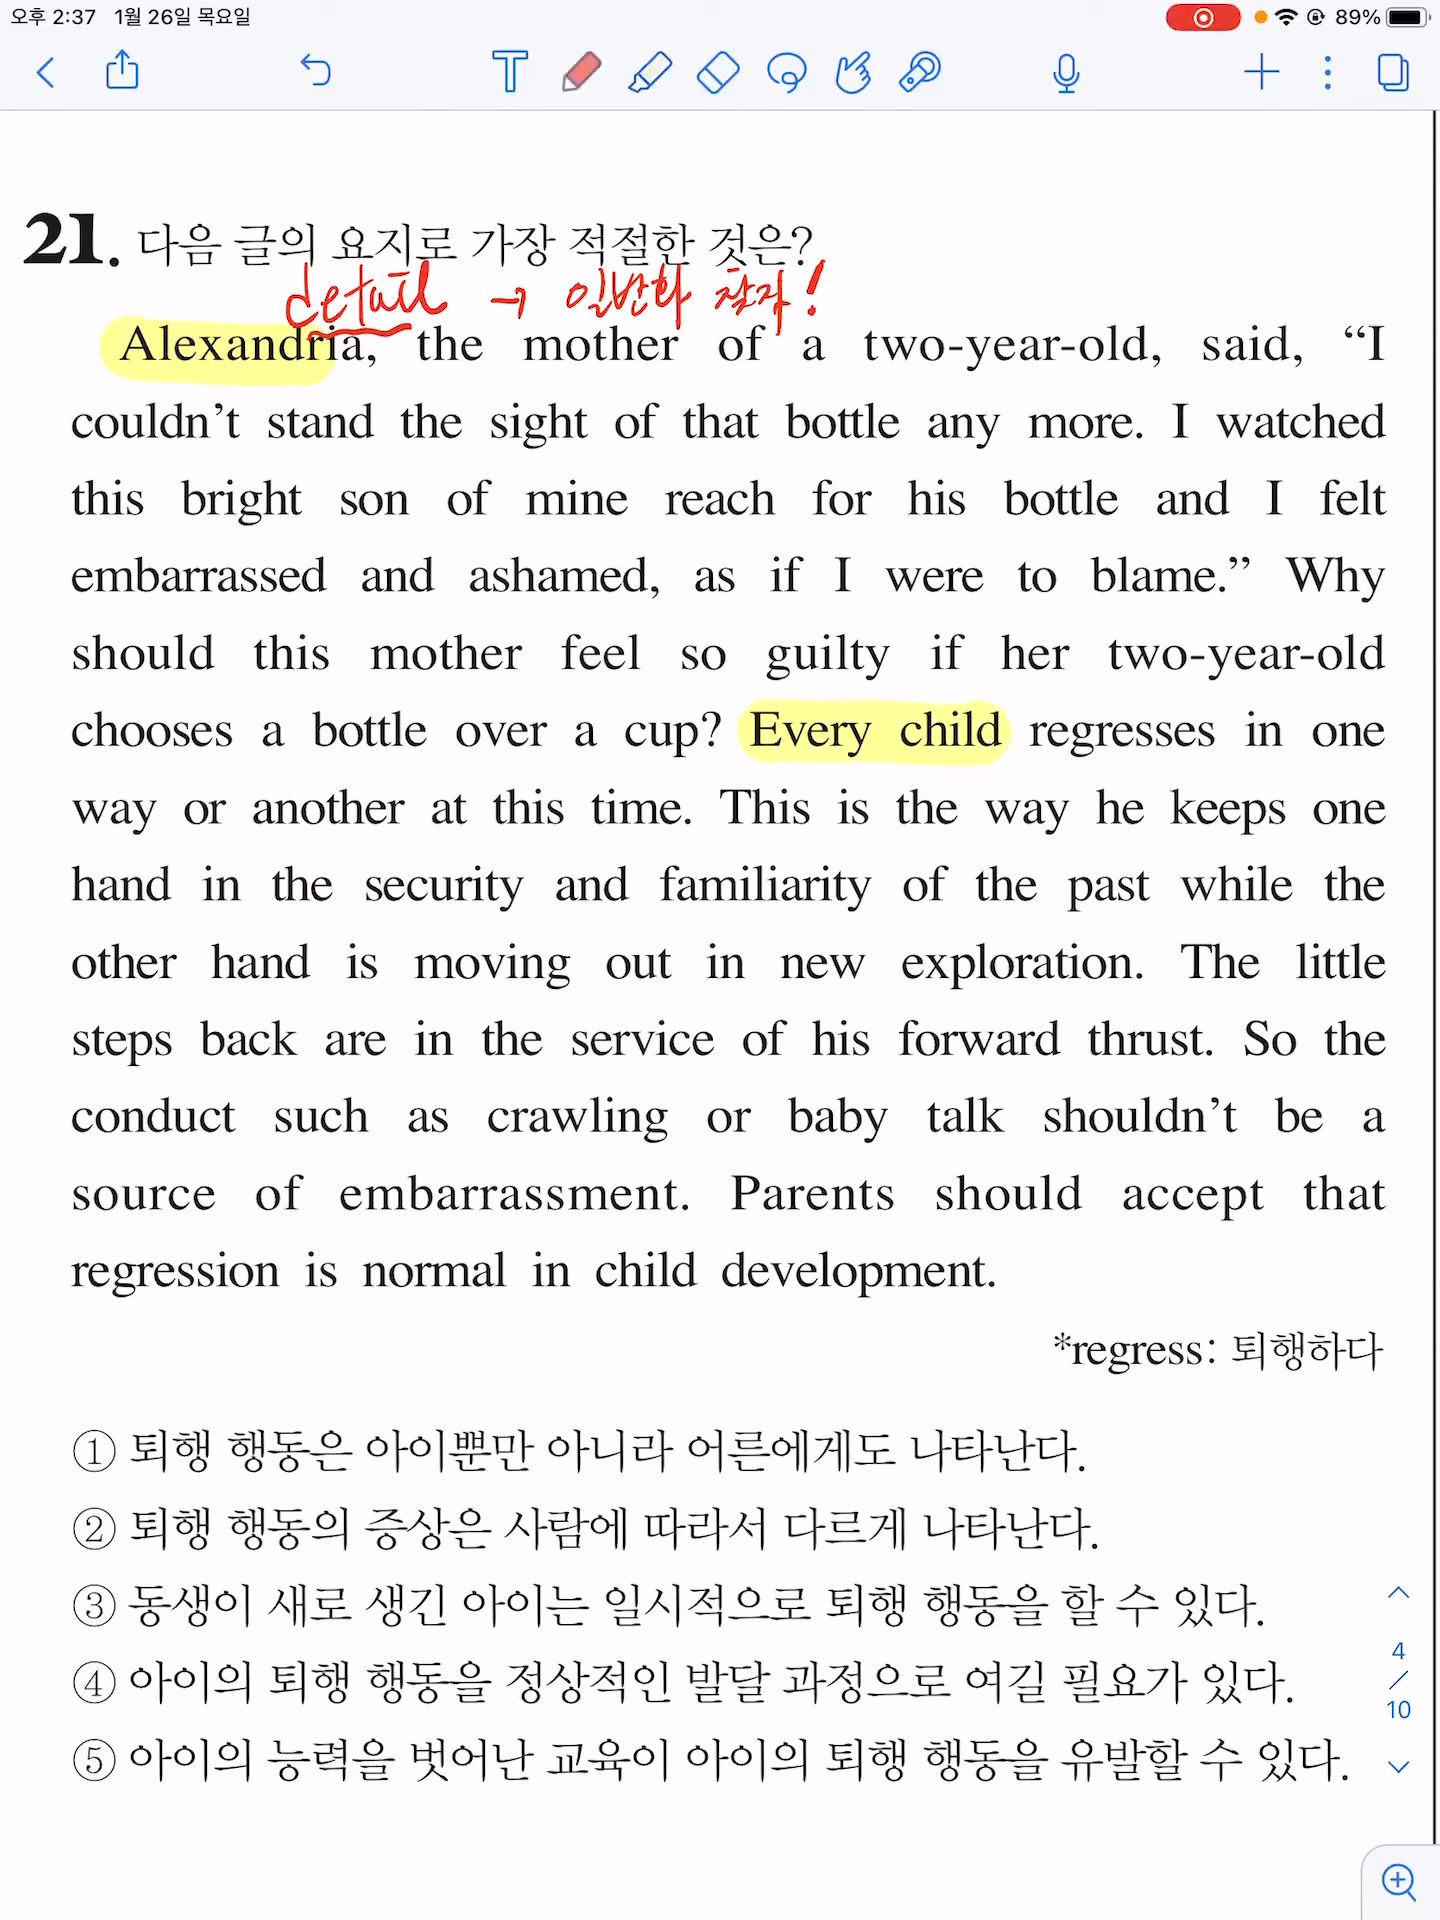 오후 2:37 1월 26일 목요일
89%
21. 다음 글의 요지로 가장 적절한 것은?
detail → 일반화 찾자!
Alexandria, the mother of a two-year-old, said, “I
couldn’t stand the sight of that bottle any more. I watched
this bright son of mine reach for his bottle and I felt
embarrassed and ashamed, as if I were to blame.” Why
should this mother feel so guilty if her two-year-old
chooses a bottle over a cup? Every child regresses in one
way or another at this time. This is the way he keeps one
hand in the security and familiarity of the past while the
other hand is moving out in new exploration. The little
steps back are in the service of his forward thrust. So the
conduct such as crawling or baby talk shouldn’t be a
source of embarrassment. Parents should accept that
regression is normal in child development.
*regress: 퇴행하다
① 퇴행 행동은 아이뿐만 아니라 어른에게도 나타난다.
② 퇴행 행동의 증상은 사람에 따라서 다르게 나타난다.
③ 동생이 새로 생긴 아이는 일시적으로 퇴행 행동을 할 수 있다.
④ 아이의 퇴행 행동을 정상적인 발달 과정으로 여길 필요가 있다.
⑤ 아이의 능력을 벗어난 교육이 아이의 퇴행 행동을 유발할 수 있다.
4
/
10